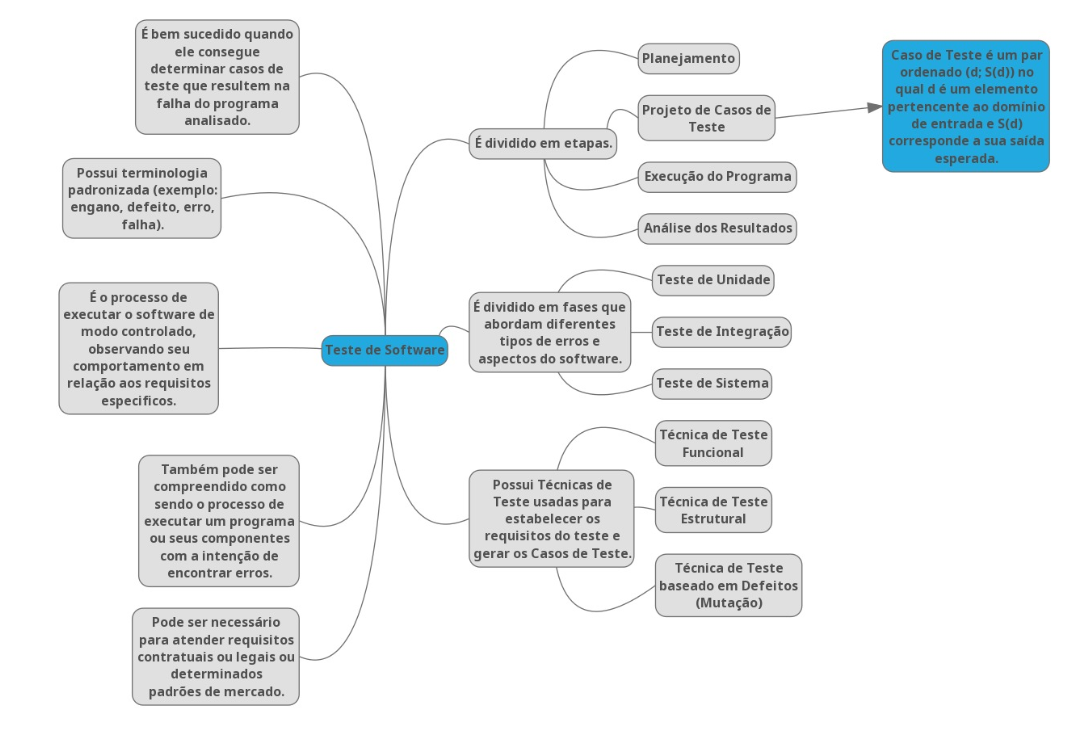 É bem sucedido quando
ele consegue
determinar casos de
teste que resultem na
falha do programa
analisado.
Possui terminologia
padronizada (exemplo:
engano, defeito, erro,
falha).
É o processo de
executar o software de
modo controlado,
observando seu
comportamento em
relação aos requisitos
especificos.
Também pode ser
compreendido como
sendo o processo de
executar um programa
ou seus componentes
com a intenção de
encontrar erros.
Pode ser necessário
para atender requisitos
contratuais ou legais ou
determinados
padrões de mercado.
Teste de Software
É dividido em etapas.
Planejamento
Projeto de Casos de
Teste
Execução do Programa
Análise dos Resultados
Caso de Teste é um par
ordenado (d; S(d)) no
qual d é um elemento
pertencente ao domínio
de entrada e S(d)
corresponde a sua saída
esperada.
É dividido em fases que
abordam diferentes
tipos de erros e
aspectos do software.
Teste de Unidade
Teste de Integração
Teste de Sistema
Possui Técnicas de
Teste usadas para
estabelecer os
requisitos do teste e
gerar os Casos de Teste.
Técnica de Teste
Funcional
Técnica de Teste
Estrutural
Técnica de Teste
baseado em Defeitos
(Mutação)